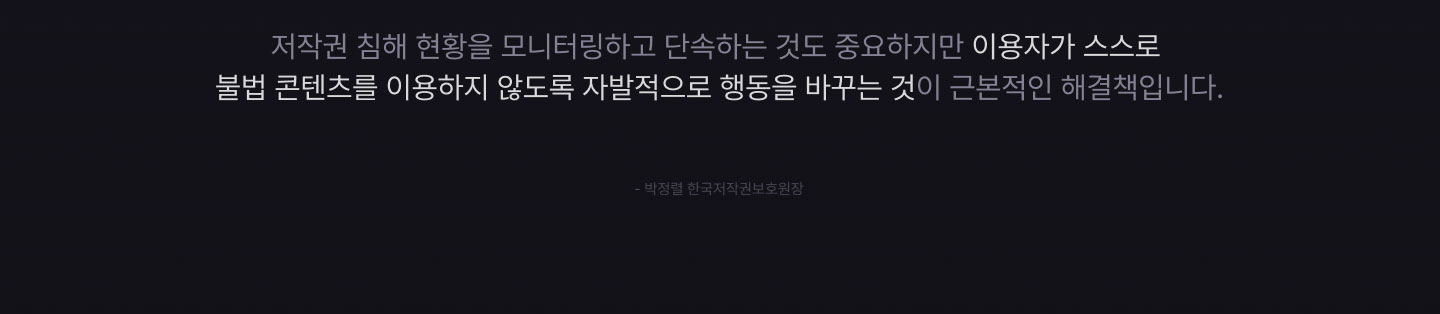 저작권 침해 현황을 모니터링하고 단속하는 것도 중요하지만 이용자가 스스로
불법 콘텐츠를 이용하지 않도록 자발적으로 행동을 바꾸는 것이 근본적인 해결책입니다.
- 박정렬 한국저작권보호원장